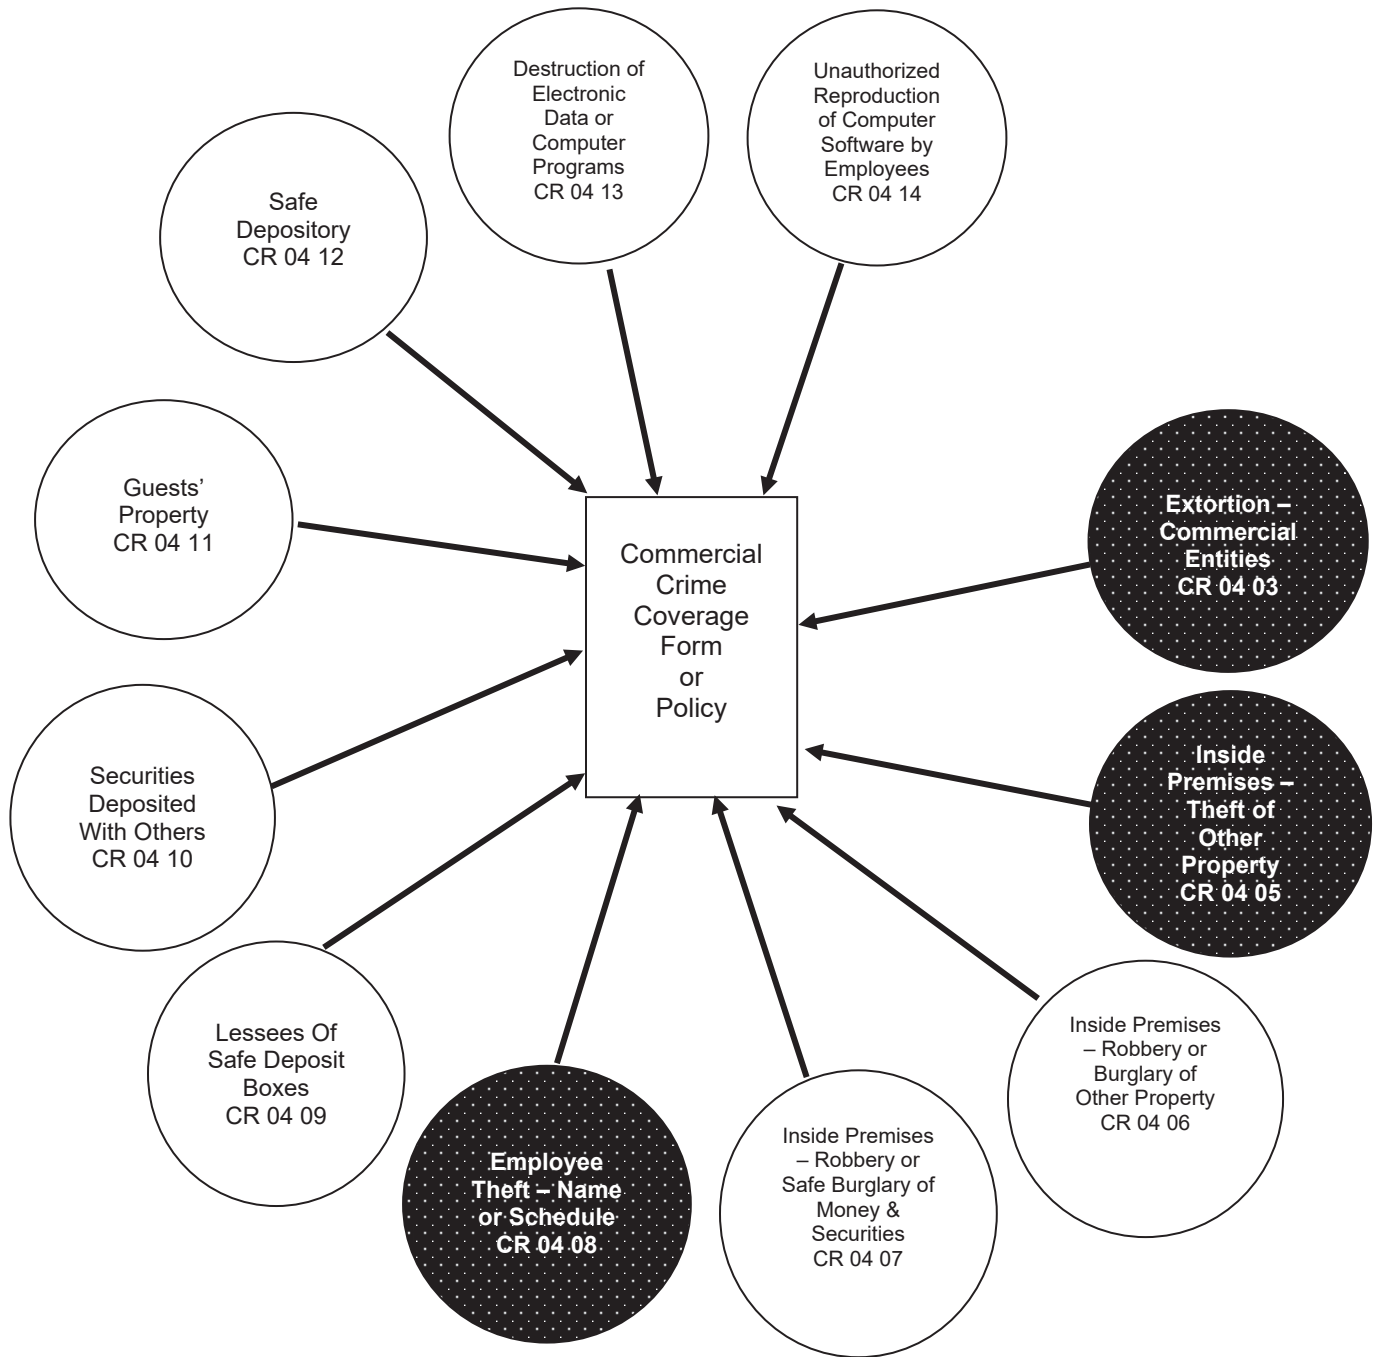 Destruction of
Electronic
Data or
Computer
Programs
CR 04 13
Unauthorized
Reproduction
of Computer
Software by
Employees
CR 04 14
Safe
Depository
CR 04 12
Guests’
Property
CR 04 11
Commercial
Crime
Coverage
Form
or
Policy
Extortion –
Commercial
Entities
CR 04 03
Securities
Deposited
With Others
CR 04 10
Inside
Premises –
Theft of
Other
Property
CR 04 05
Lessees Of
Safe Deposit
Boxes
CR 04 09
Employee
Theft – Name
or Schedule
CR 04 08
Inside Premises
– Robbery or
Safe Burglary of
Money &
Securities
CR 04 07
Inside Premises
– Robbery or
Burglary of
Other Property
CR 04 06